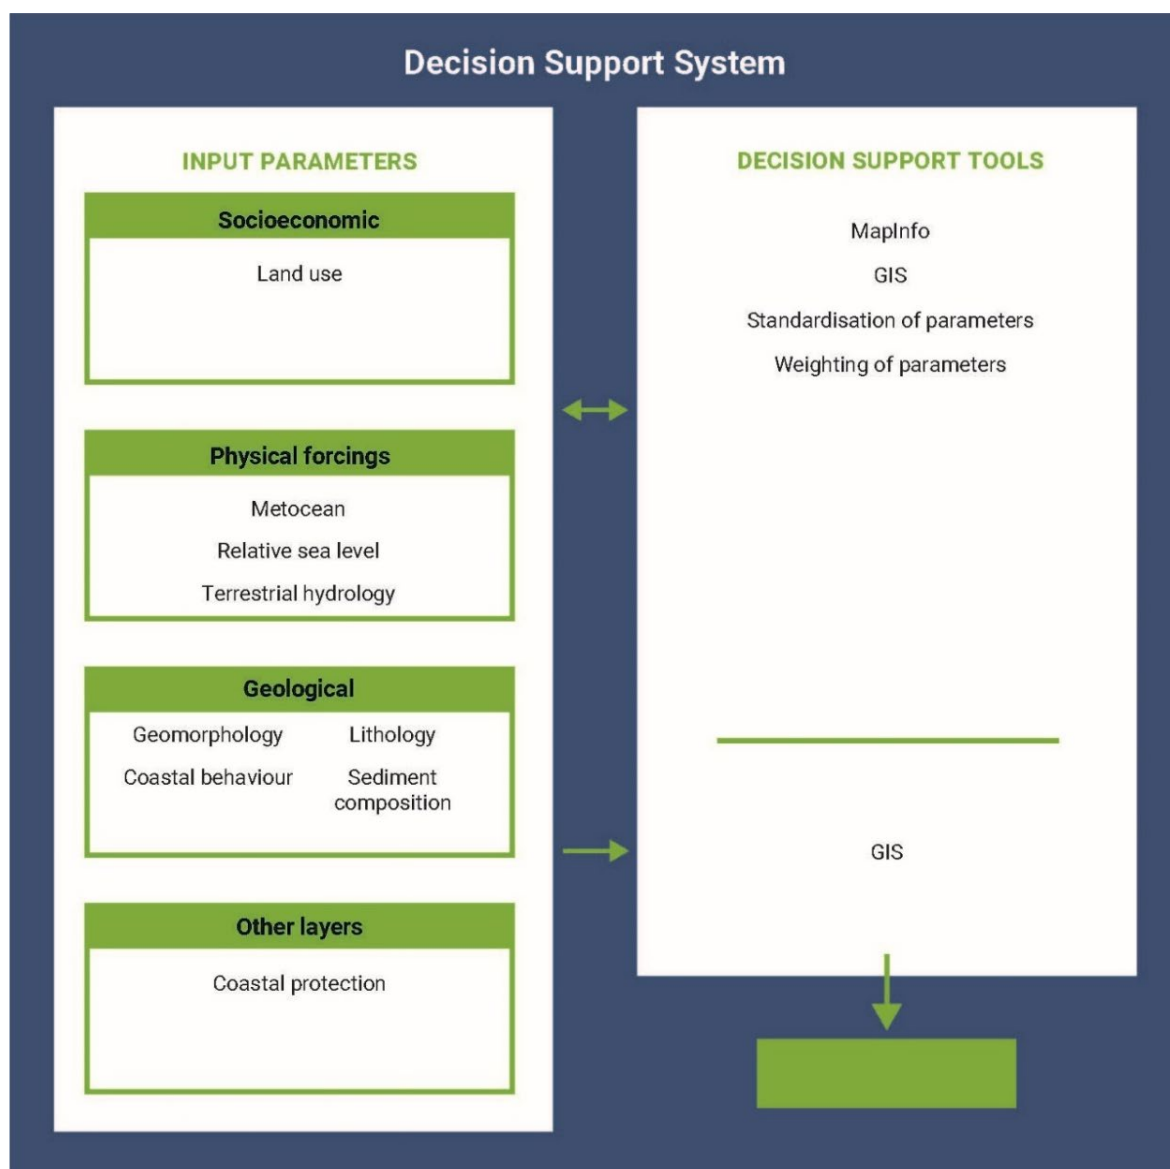 Decision Support System
INPUT PARAMETERS
Socioeconomic
Land use
Physical forcings
Metocean
Relative sea level
Terrestrial hydrology
Geological
Geomorphology
Lithology
Coastal behaviour
Sediment
composition
Other layers
Coastal protection
DECISION SUPPORT TOOLS
MapInfo
GIS
Standardisation of parameters
Weighting of parameters
GIS